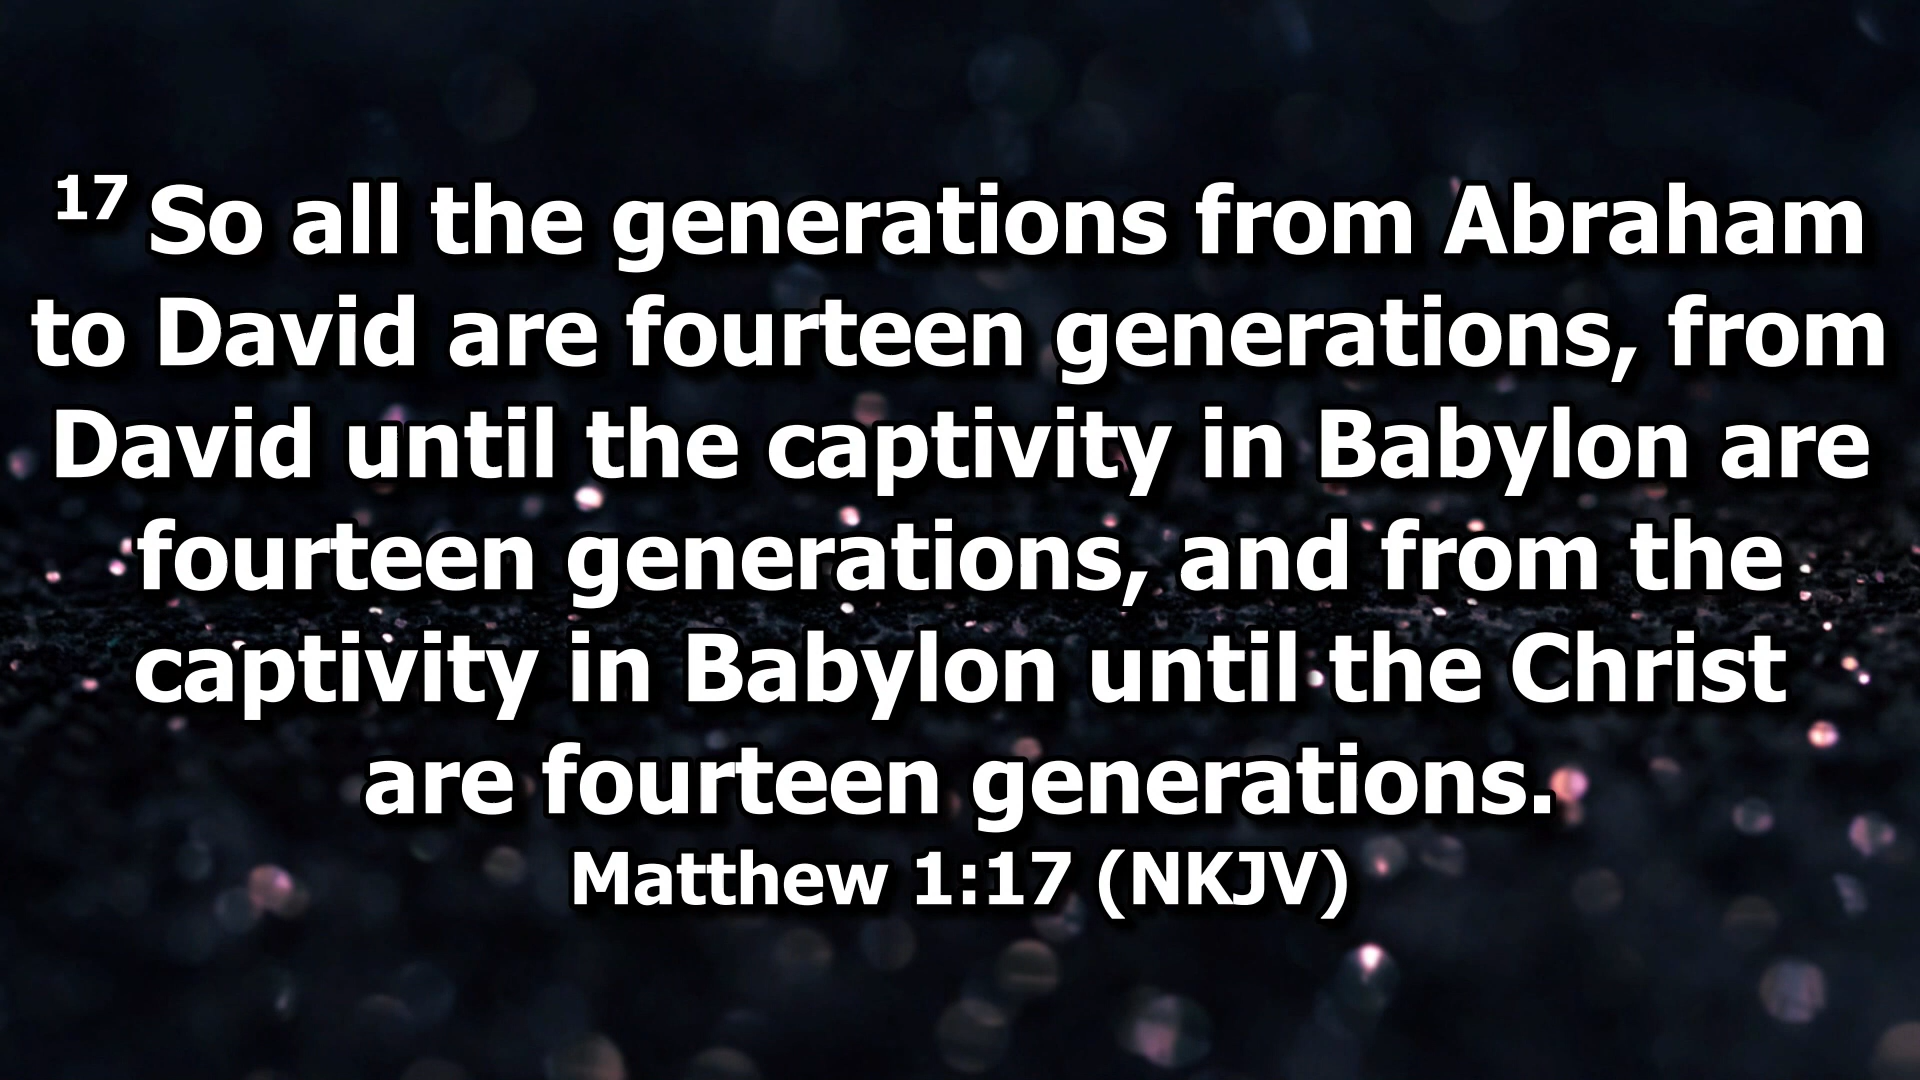 17 So all the generations from Abraham
to David are fourteen generations, from
David until the captivity in Babylon are
fourteen generations, and from the
captivity in Babylon until the Christ
are fourteen generations.
Matthew 1:17 (NKJV)